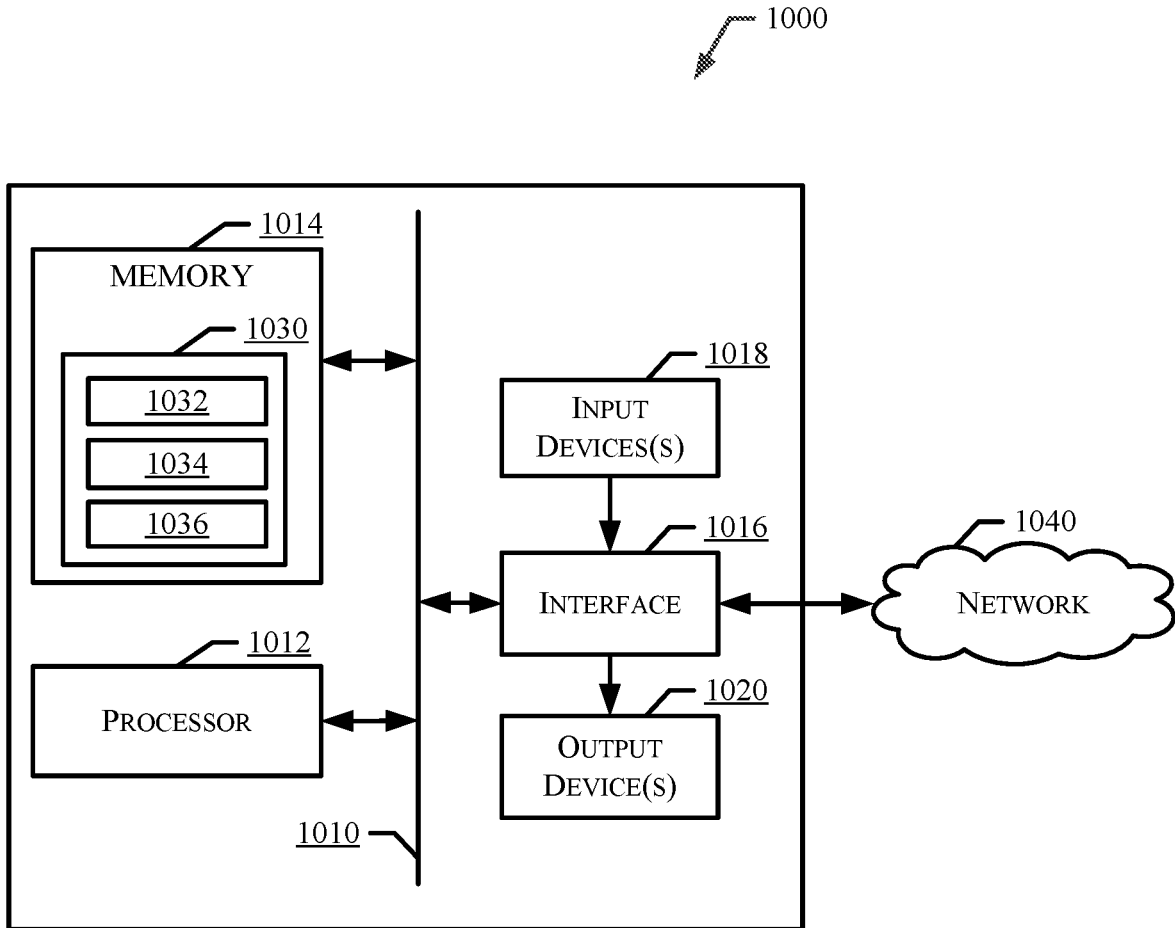 1000
1014
MEMORY
1030
1032
1034
1036
1018
INPUT
DEVICES(S)
1016
INTERFACE
1040
NETWORK
1012
PROCESSOR
1020
OUTPUT
DEVICE(S)
1010